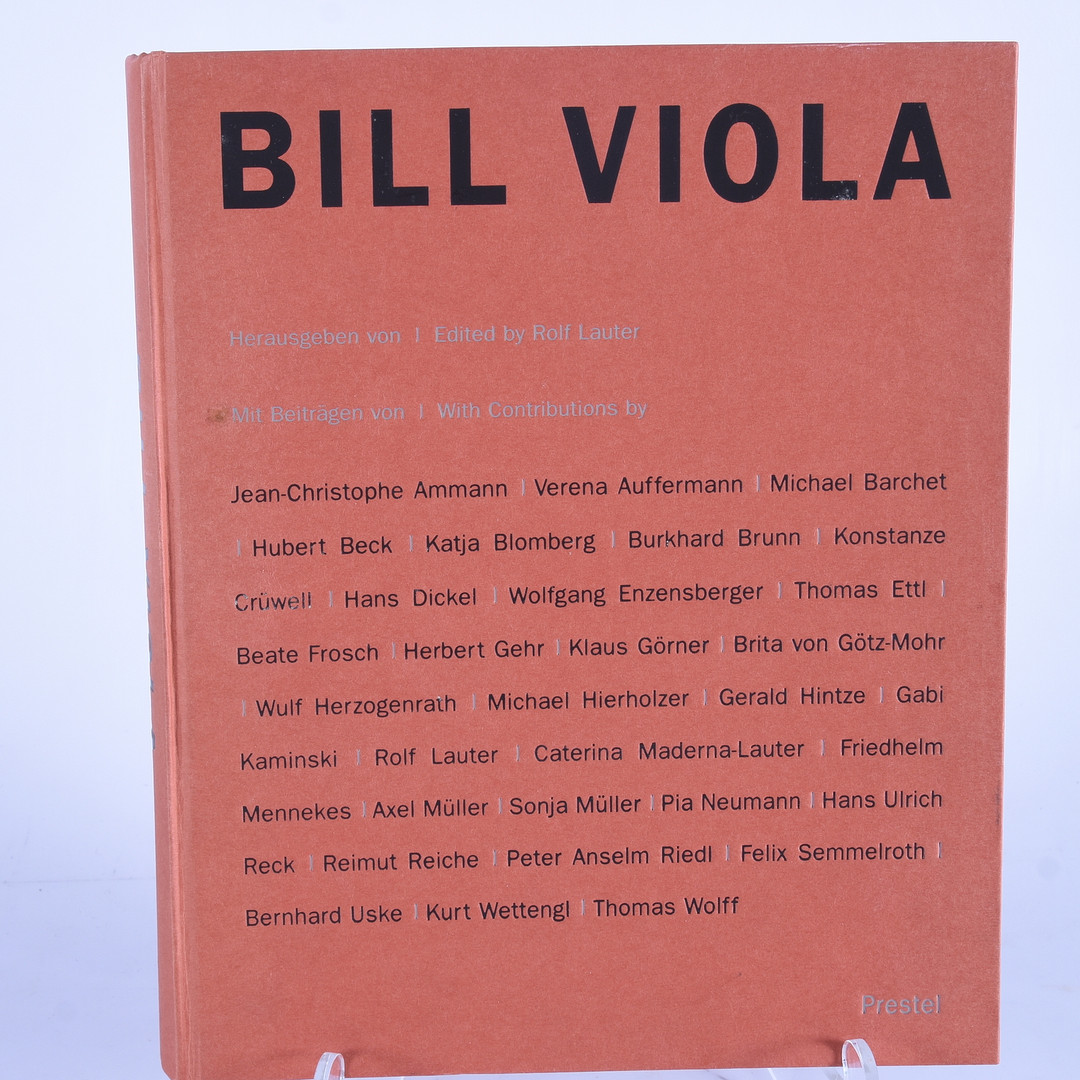 BILL VIOLA
Herausgeben von | Edited by Rolf Lauter
Mit Beiträgen von | With Contributions by
Jean-Christophe Ammann | Verena Auffermann | Michael Barchet
| Hubert Beck | Katja Blomberg | Burkhard Brunn | Konstanze
Crüwell | Hans Dickel | Wolfgang Enzensberger | Thomas Ettl |
Beate Frosch | Herbert Gehr | Klaus Görner | Brita von Götz-Mohr
| Wulf Herzogenrath | Michael Hierholzer | Gerald Hintze | Gabi
Kaminski | Rolf Lauter | Caterina Maderna-Lauter | Friedhelm
Mennekes | Axel Müller | Sonja Müller | Pia Neumann | Hans Ulrich
Reck | Reimut Reiche | Peter Anselm Riedl | Felix Semmelroth |
Bernhard Uske | Kurt Wettengl | Thomas Wolff
Prestel